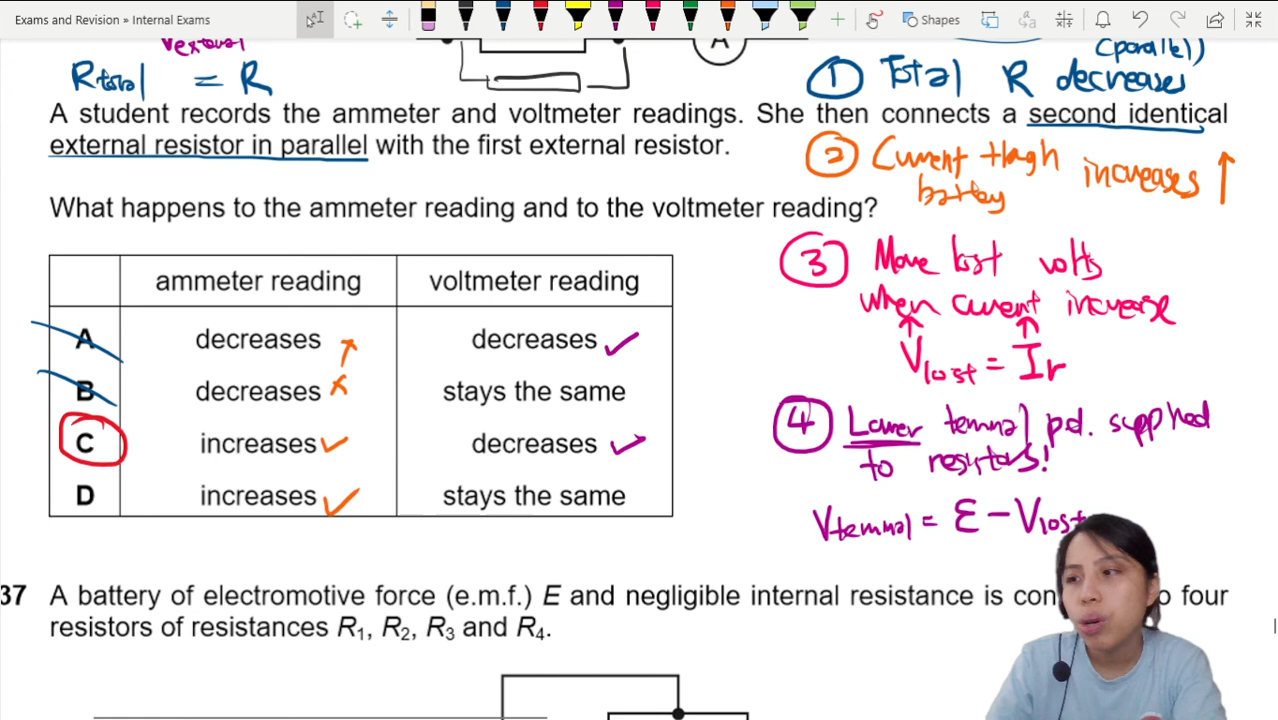 Exams and Revision » Internal Exams
Shapes
Vexternal
(parallel)
Rtotal = R
① Total R decreases
A student records the ammeter and voltmeter readings. She then connects a second identical
external resistor in parallel with the first external resistor.
② Current through battery increases ↑
What happens to the ammeter reading and to the voltmeter reading?
③ More lost volts
when current increase
Vlost = Ir
ammeter reading voltmeter reading
A decreases decreases
B decreases stays the same
C increases decreases
D increases stays the same
④ Lower terminal p.d. supplied
to resistors!
Vterminal = ε - Vlost
37 A battery of electromotive force (e.m.f.) E and negligible internal resistance is con four
resistors of resistances R1, R2, R3 and R4.